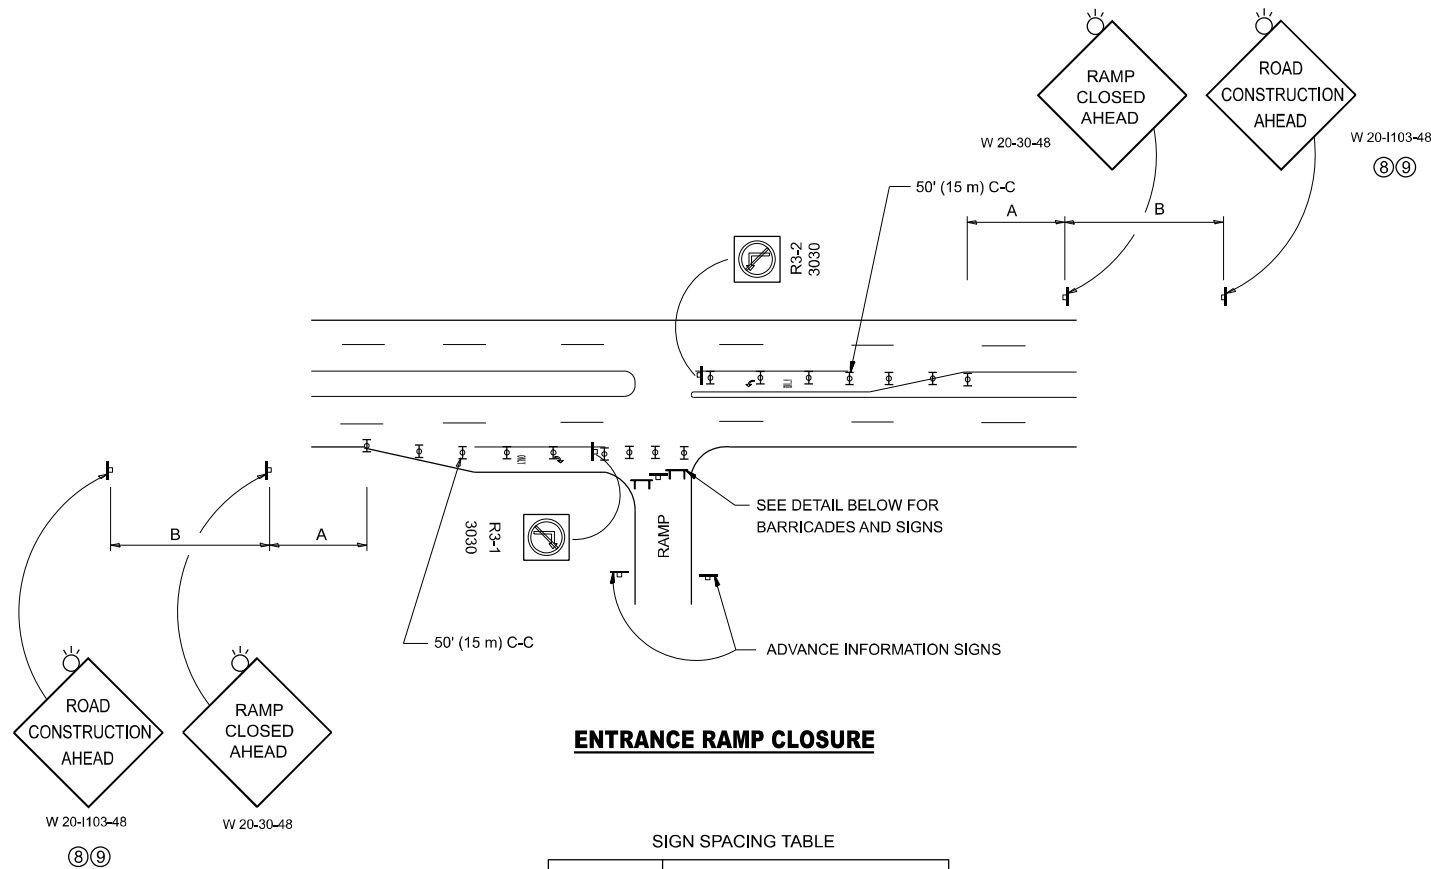 RAMP
CLOSED
AHEAD
ROAD
CONSTRUCTION
AHEAD
W 20-30-48
W 20-I103-48
⑧⑨
50' (15 m) C-C
A
B
R3-2
3030
ONLY
ONLY
B
A
R3-1
3030
RAMP
SEE DETAIL BELOW FOR
BARRICADES AND SIGNS
50' (15 m) C-C
ADVANCE INFORMATION SIGNS
ROAD
CONSTRUCTION
AHEAD
RAMP
CLOSED
AHEAD
ENTRANCE RAMP CLOSURE
W 20-I103-48
W 20-30-48
⑧⑨
SIGN SPACING TABLE